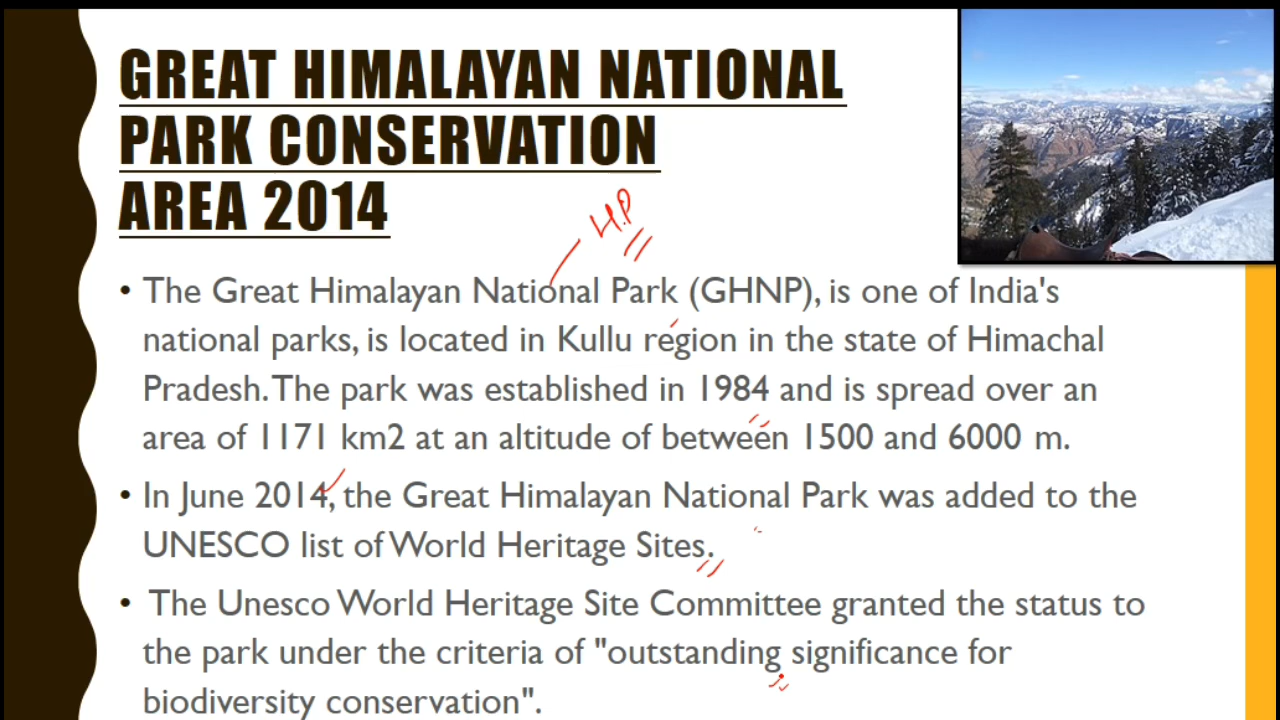 GREAT HIMALAYAN NATIONAL
PARK CONSERVATION
AREA 2014
H.P
• The Great Himalayan National Park (GHNP), is one of India's
national parks, is located in Kullu region in the state of Himachal
Pradesh. The park was established in 1984 and is spread over an
area of 1171 km2 at an altitude of between 1500 and 6000 m.
• In June 2014, the Great Himalayan National Park was added to the
UNESCO list of World Heritage Sites.
• The Unesco World Heritage Site Committee granted the status to
the park under the criteria of "outstanding significance for
biodiversity conservation".